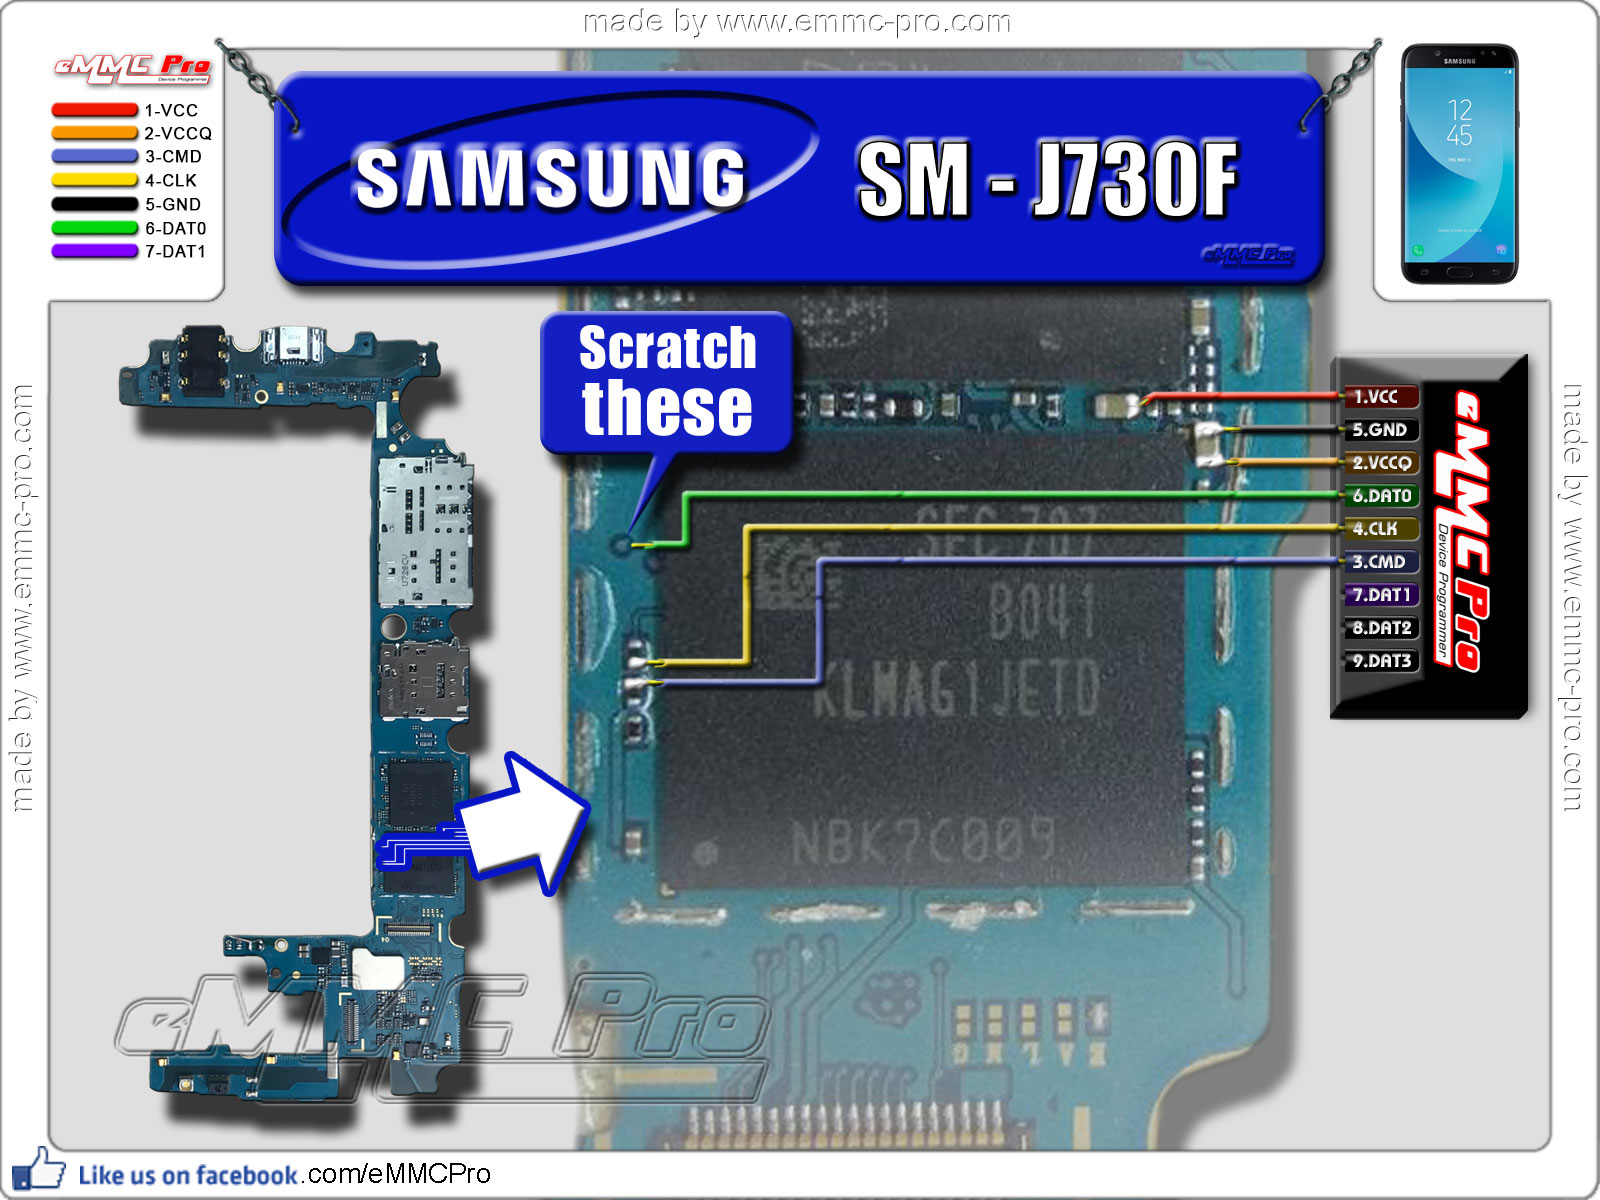 made by www.emmc-pro.com
eMMC Pro
Device Programmer
1-VCC
2-VCCQ
3-CMD
4-CLK
5-GND
6-DAT0
7-DAT1
SAMSUNG
SM - J730F
eMMC Pro
SAMSUNG
12
45
Scratch
these
1.VCC
5.GND
2.VCCQ
6.DAT0
4.CLK
3.CMD
7.DAT1
8.DAT2
9.DAT3
eMMC Pro
Device Programmer
SEC 707
B041
KLMAG1JETD
NBK7C009
made by www.emmc-pro.com
made by www.emmc-pro.com
eMMC Pro
Like us on facebook.com/eMMCPro